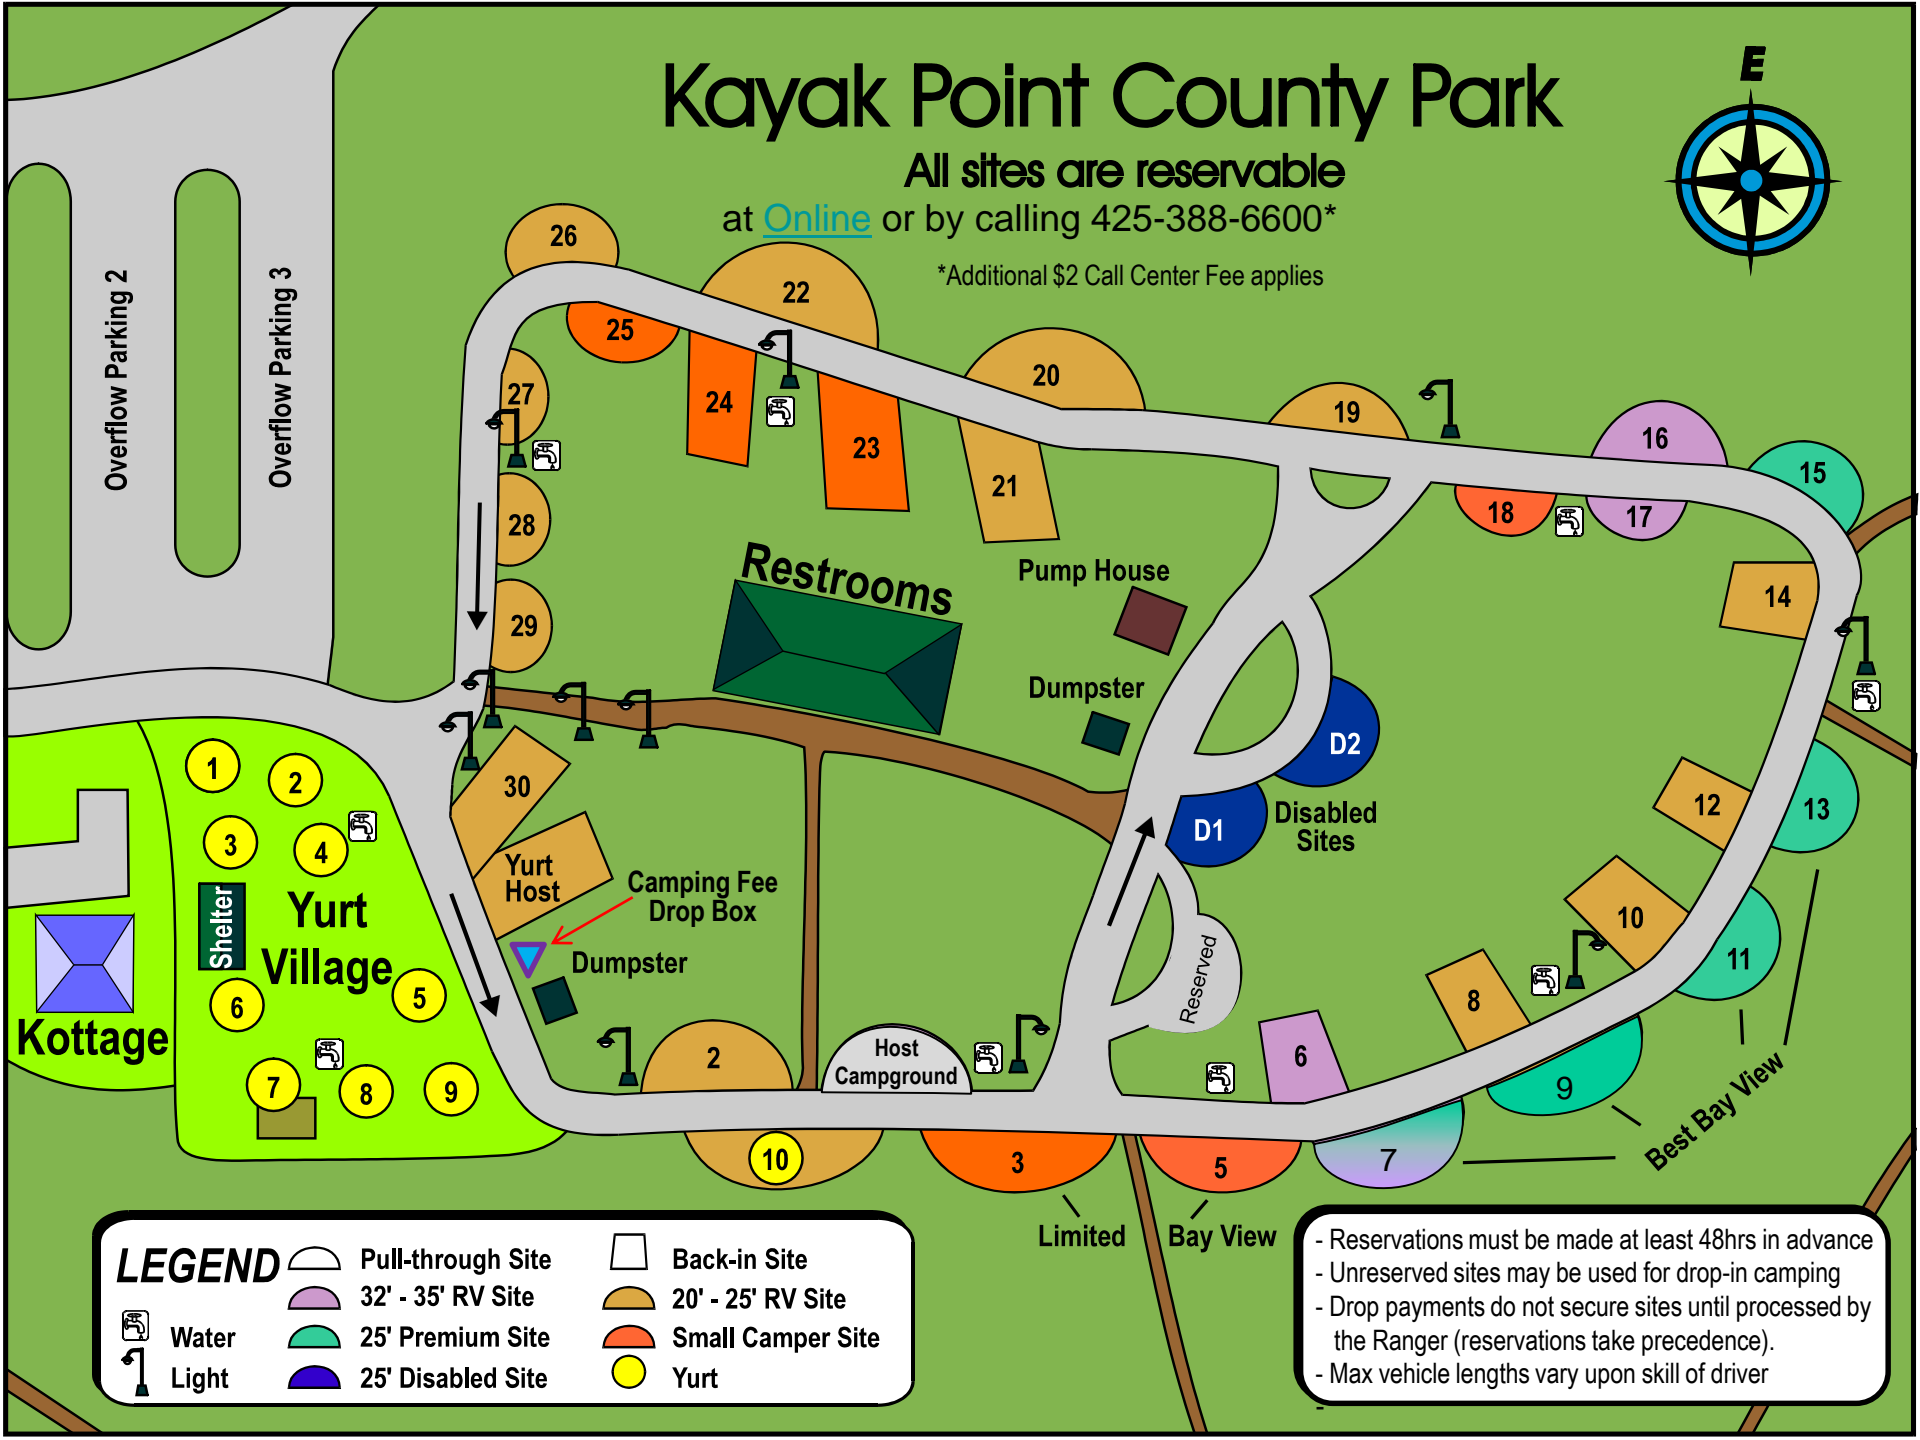 Kayak Point County Park
E
All sites are reservable
at Online or by calling 425-388-6600*
*Additional $2 Call Center Fee applies
Overflow Parking 2
Overflow Parking 3
26
22
25
20
27
24
19
23
16
15
21
18
17
28
Restrooms
Pump House
14
29
Dumpster
D2
1
2
30
12
13
Disabled
Sites
D1
3
4
Yurt
Host
Camping Fee
Drop Box
Shelter
Yurt
Village
10
11
Dumpster
Reserved
6
5
8
Kottage
2
Host
Campground
6
7
8
9
9
Best Bay View
10
3
5
7
Limited
Bay View
LEGEND
Pull-through Site
Back-in Site
32' - 35' RV Site
20' - 25' RV Site
Water
25' Premium Site
Small Camper Site
Light
25' Disabled Site
Yurt
- Reservations must be made at least 48hrs in advance
- Unreserved sites may be used for drop-in camping
- Drop payments do not secure sites until processed by
the Ranger (reservations take precedence).
- Max vehicle lengths vary upon skill of driver
-